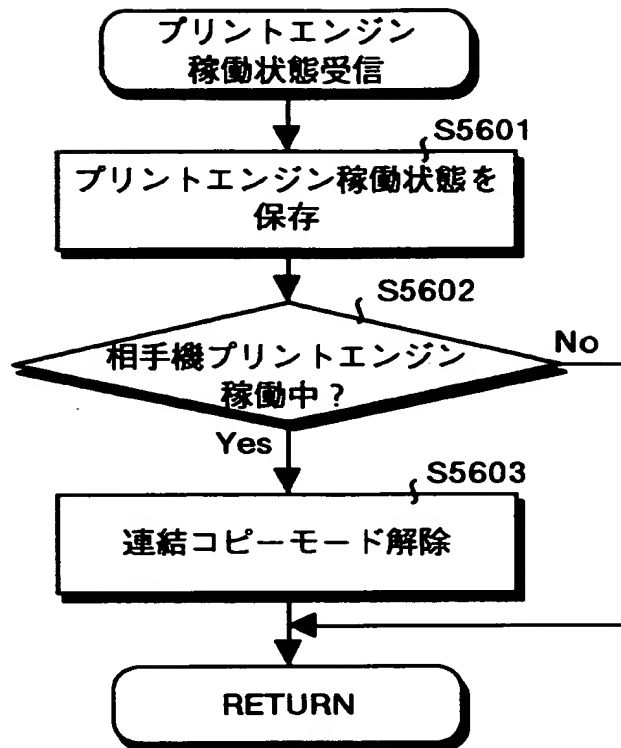 プリントエンジン
稼働状態受信
S5601
プリントエンジン稼働状態を
保存
S5602
相手機プリントエンジン
稼働中？
No
Yes
S5603
連結コピーモード解除
RETURN